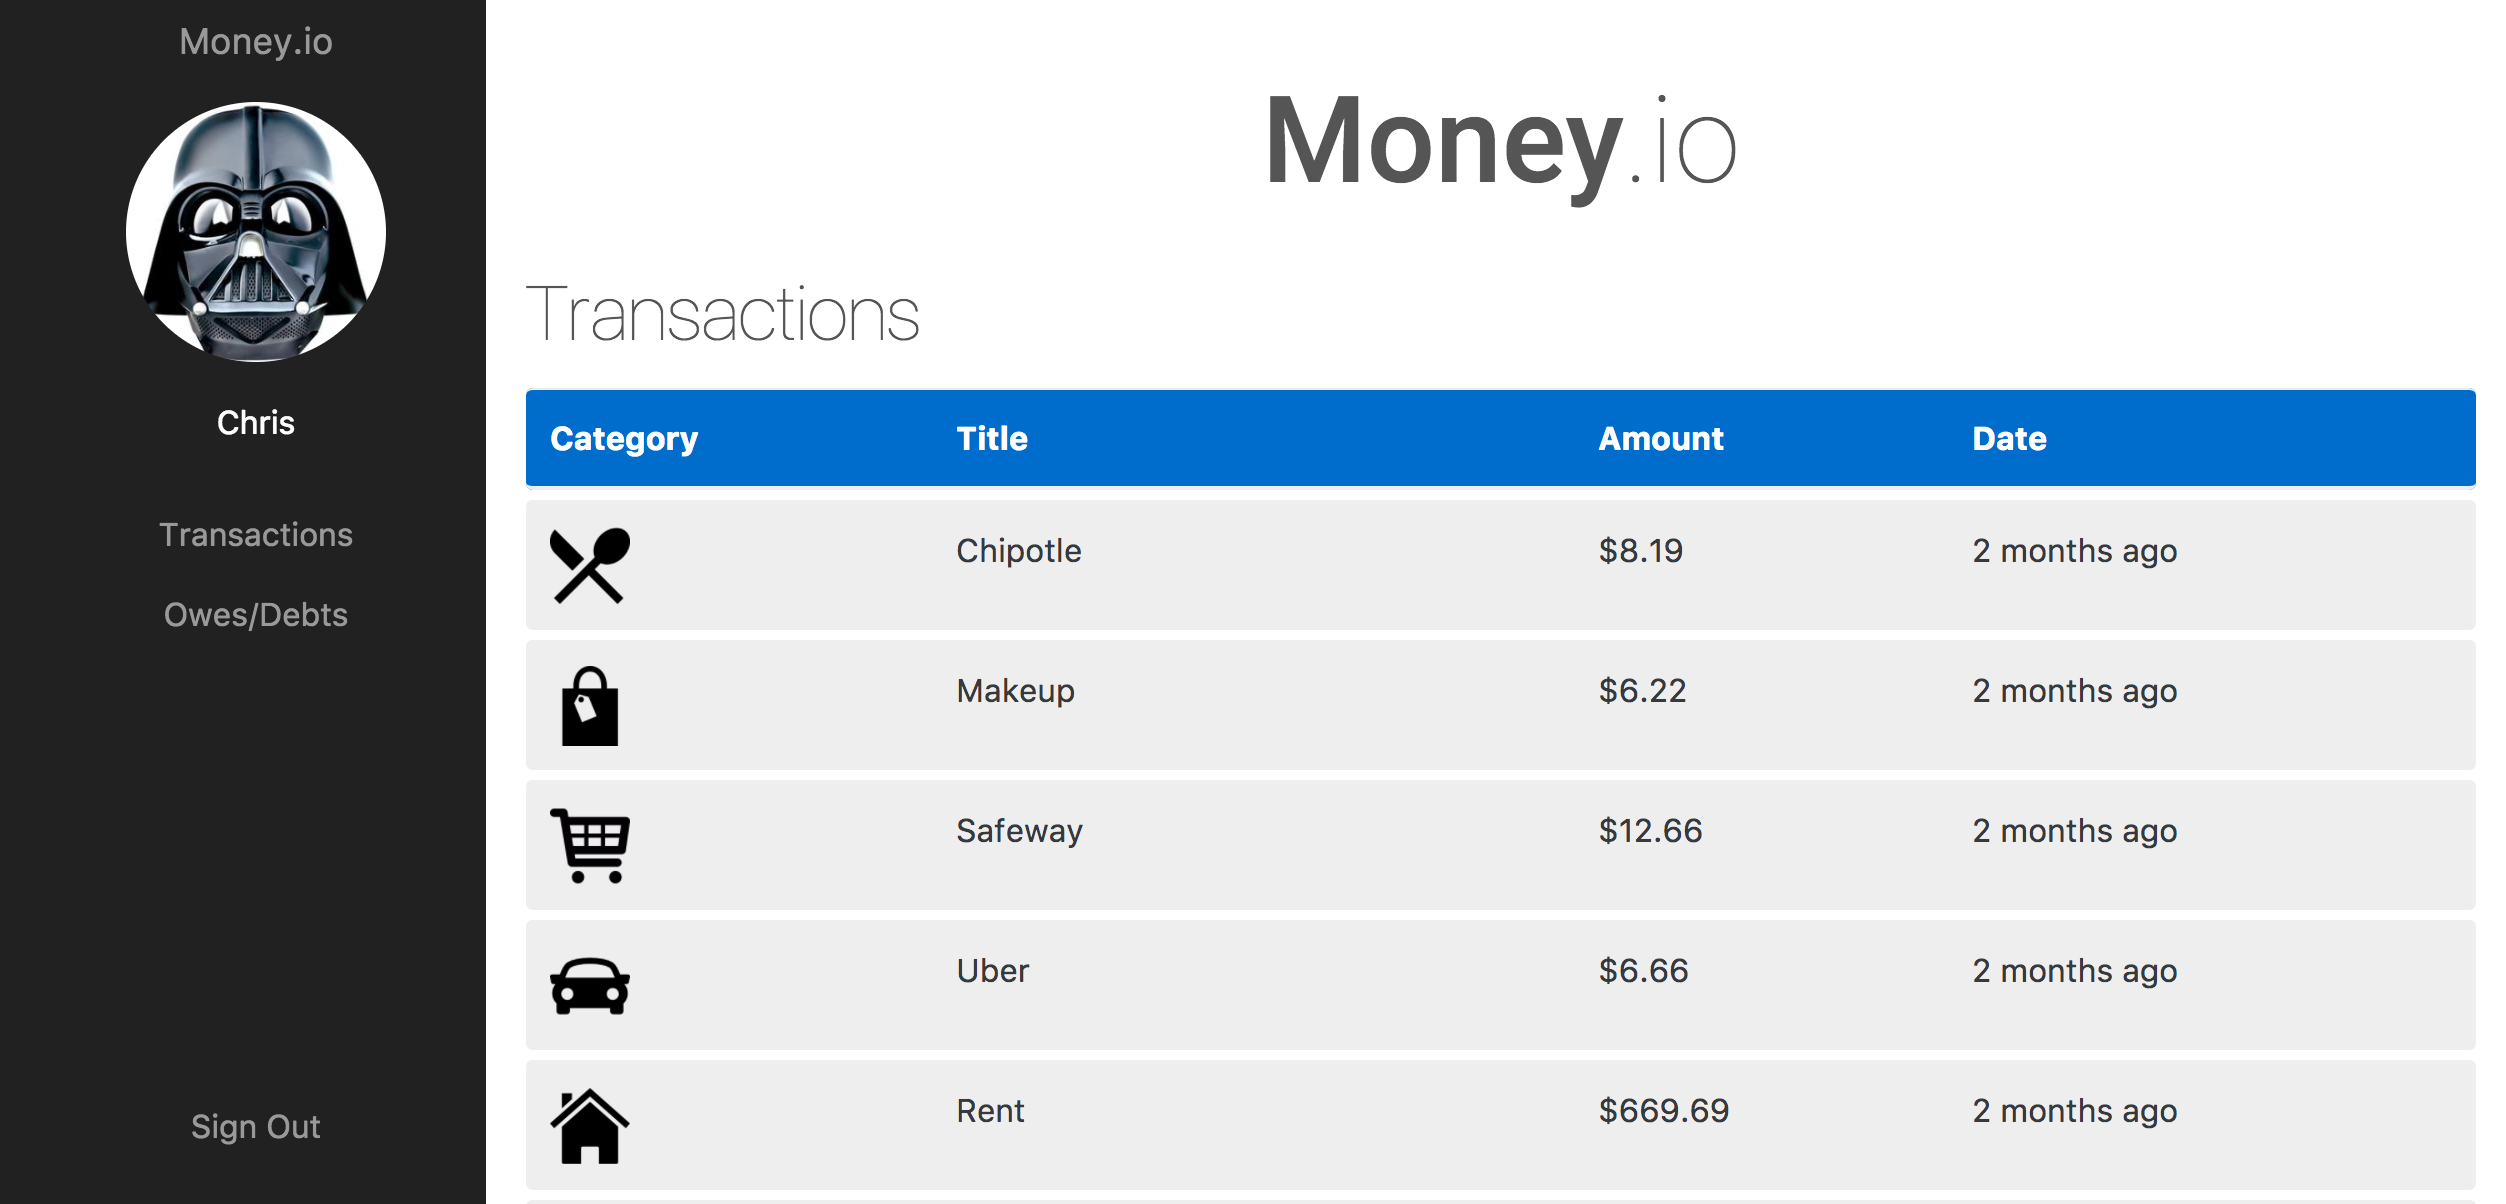 Money.io
Chris
Transactions
Owes/Debts
Sign Out
Money.io
Transactions
Category Title Amount Date
Chipotle $8.19 2 months ago
Makeup $6.22 2 months ago
Safeway $12.66 2 months ago
Uber $6.66 2 months ago
Rent $669.69 2 months ago